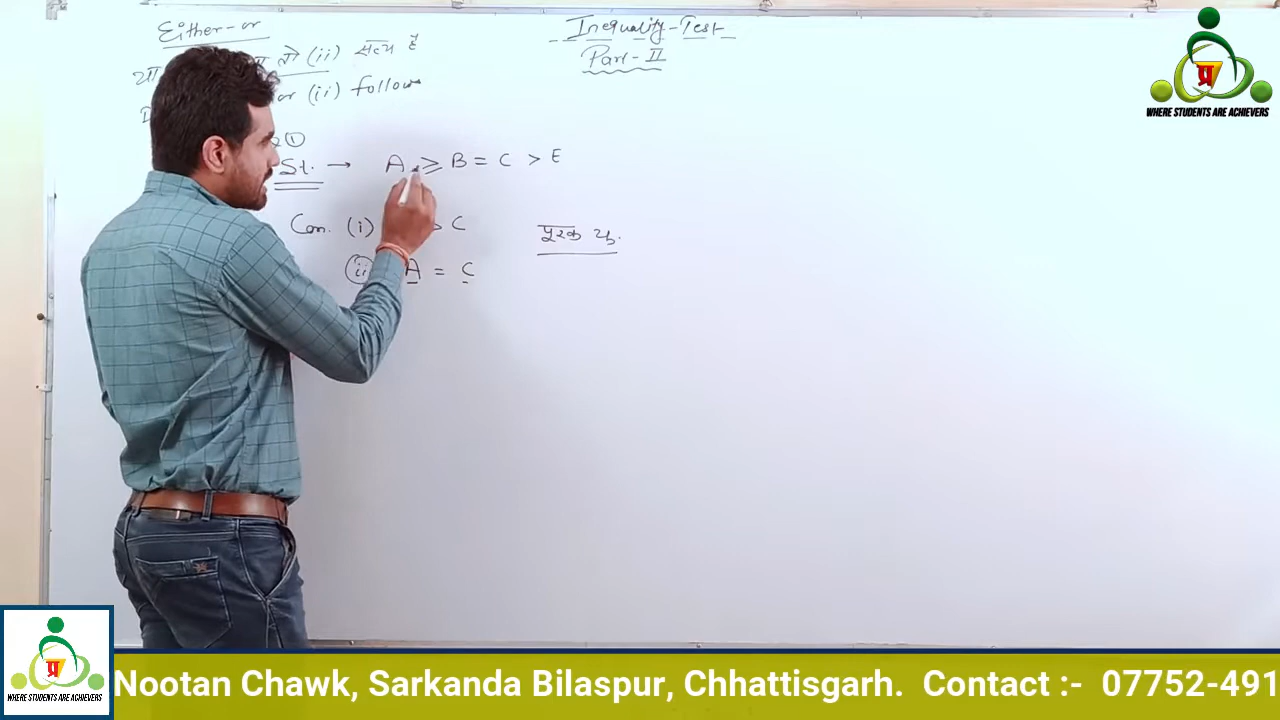 Either-or
या तो (ii) सत्य है
or (ii) follow
Inequality-Test
Part-II
①
St. → A ≥ B = C > E
Con. (i) > C
(ii) A = C
पूरक यु.
प्र
WHERE STUDENTS ARE ACHIEVERS
प्र
WHERE STUDENTS ARE ACHIEVERS
Nootan Chawk, Sarkanda Bilaspur, Chhattisgarh. Contact :- 07752-491